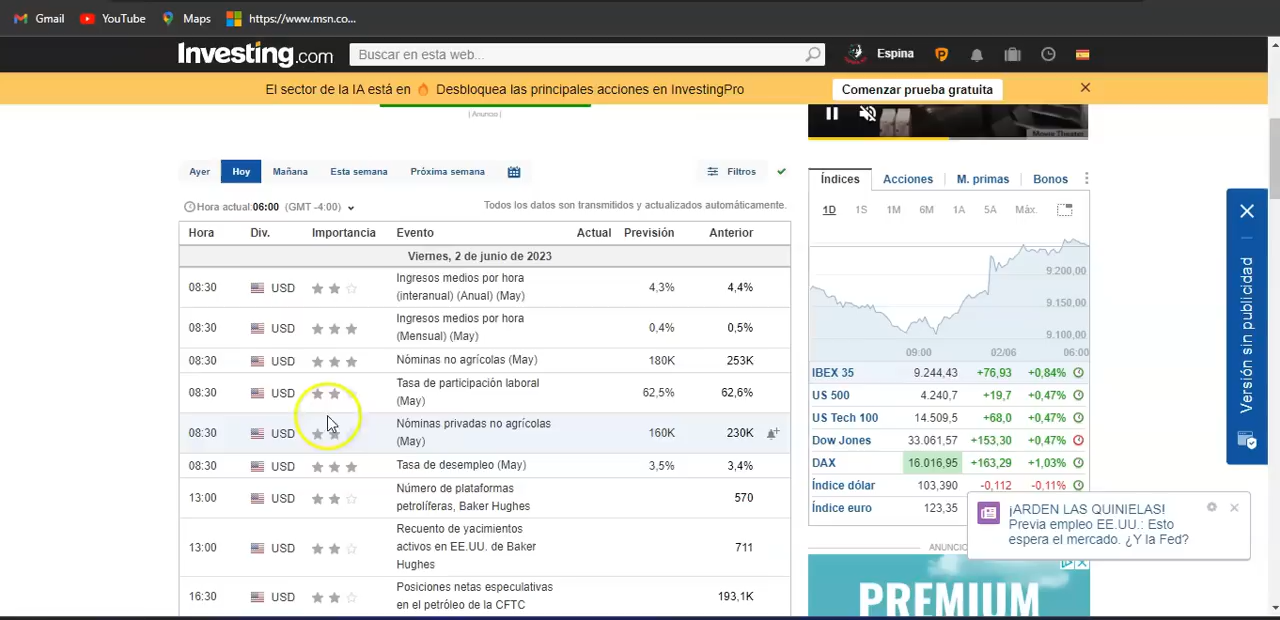 Gmail
YouTube
Maps
https://www.msn.co...
Investing.com
Buscar en esta web...
Espina
El sector de la IA está en 🔥 Desbloquea las principales acciones en InvestingPro
Comenzar prueba gratuita
| Anuncio |
Movie Theater
Ayer
Hoy
Mañana
Esta semana
Próxima semana
Filtros
Hora actual:06:00 (GMT -4:00)
Todos los datos son transmitidos y actualizados automáticamente.
Hora Div. Importancia Evento Actual Previsión Anterior
Viernes, 2 de junio de 2023
08:30 USD Ingresos medios por hora
(interanual) (Anual) (May) 4,3% 4,4%
08:30 USD Ingresos medios por hora
(Mensual) (May) 0,4% 0,5%
08:30 USD Nóminas no agrícolas (May) 180K 253K
08:30 USD Tasa de participación laboral
(May) 62,5% 62,6%
08:30 USD Nóminas privadas no agrícolas
(May) 160K 230K
08:30 USD Tasa de desempleo (May) 3,5% 3,4%
13:00 USD Número de plataformas
petrolíferas, Baker Hughes 570
13:00 USD Recuento de yacimientos
activos en EE.UU. de Baker
Hughes 711
16:30 USD Posiciones netas especulativas
en el petróleo de la CFTC 193,1K
Índices
Acciones
M. primas
Bonos
1D 1S 1M 6M 1A 5A Máx.
9.200,00
9.150,00
9.100,00
09:00 02/06 06:00
IBEX 35 9.244,43 +76,93 +0,84%
US 500 4.240,7 +19,7 +0,47%
US Tech 100 14.509,5 +68,0 +0,47%
Dow Jones 33.061,57 +153,30 +0,47%
DAX 16.016,95 +163,29 +1,03%
Índice dólar 103,390 -0,112 -0,11%
Índice euro 123,35
¡ARDEN LAS QUINIELAS!
Previa empleo EE.UU.: Esto
espera el mercado. ¿Y la Fed?
ANUNCIO
PREMIUM
Versión sin publicidad